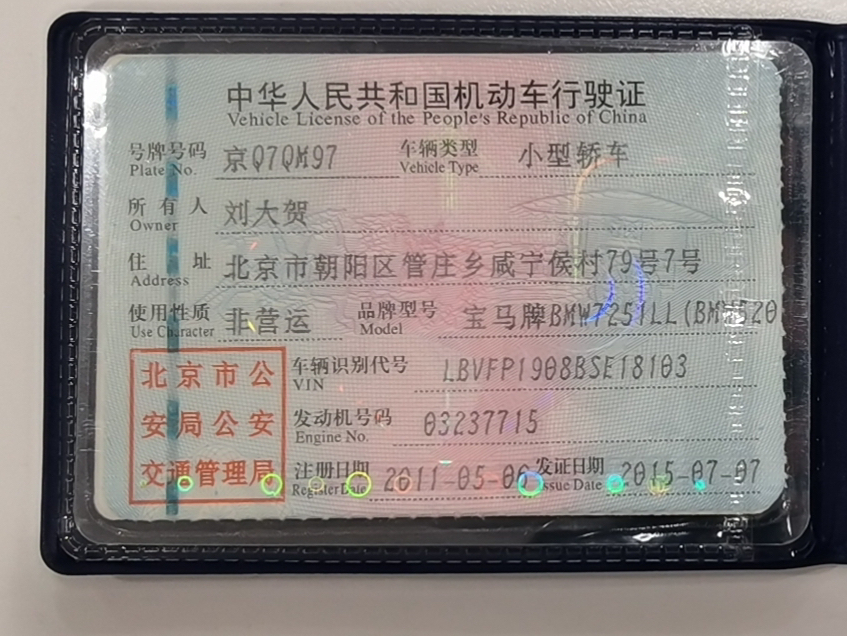 中华人民共和国机动车行驶证
Vehicle License of the People's Republic of China
号牌号码 京Q7QM97 车辆类型 小型轿车
Plate No. Vehicle Type
所有人 刘大贺
Owner
住址 北京市朝阳区管庄乡咸宁侯村79号7号
Address
使用性质 非营运 品牌型号 宝马牌BMW7251LL(BMW520
Use Character Model
北京市公
安局公安
交通管理局
车辆识别代号 LBVFP1908BSE18103
VIN
发动机号码 03237715
Engine No.
注册日期 2011-05-06 发证日期 2015-07-07
Register Date Issue Date